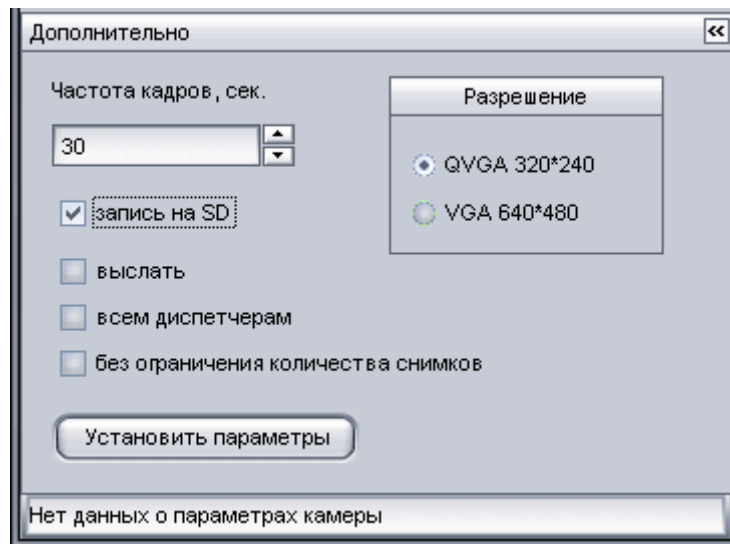 Дополнительно
Частота кадров, сек.
30
Разрешение
QVGA 320*240
VGA 640*480
запись на SD
выслать
всем диспетчерам
без ограничения количества снимков
Установить параметры
Нет данных о параметрах камеры